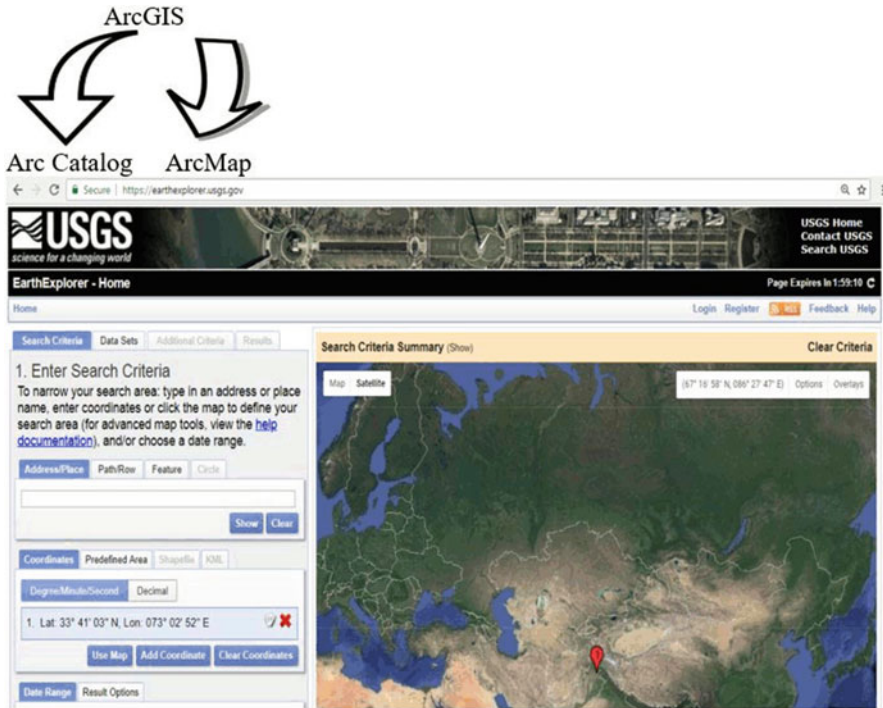 ArcGIS
Arc Catalog ArcMap
Secure | https://earthexplorer.usgs.gov
USGS
science for a changing world
USGS Home
Contact USGS
Search USGS
EarthExplorer - Home
Page Expires In 1:59:10
Home
Login Register RSS Feedback Help
Search Criteria Data Sets Additional Criteria Results
Search Criteria Summary (Show)
Clear Criteria
1. Enter Search Criteria
To narrow your search area: type in an address or place
name, enter coordinates or click the map to define your
search area (for advanced map tools, view the help
documentation), and/or choose a date range.
Map Satellite
(67° 16' 58" N, 086° 27' 47" E) Options Overlays
Address/Place Path/Row Feature Circle
Show Clear
Coordinates Predefined Area Shapefile KML
Degree/Minute/Second Decimal
1. Lat: 33° 41' 03" N, Lon: 073° 02' 52" E
Use Map Add Coordinate Clear Coordinates
Date Range Result Options